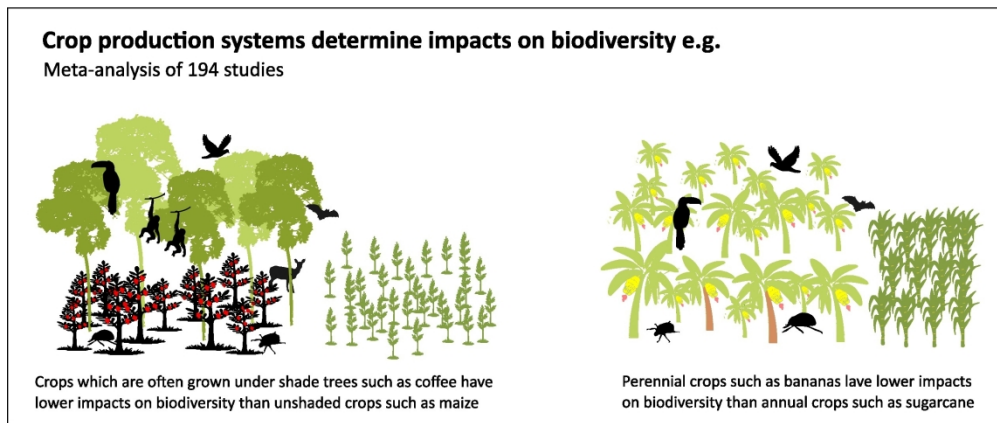 Crop production systems determine impacts on biodiversity e.g.
Meta-analysis of 194 studies
Crops which are often grown under shade trees such as coffee have
lower impacts on biodiversity than unshaded crops such as maize
Perennial crops such as bananas lave lower impacts
on biodiversity than annual crops such as sugarcane